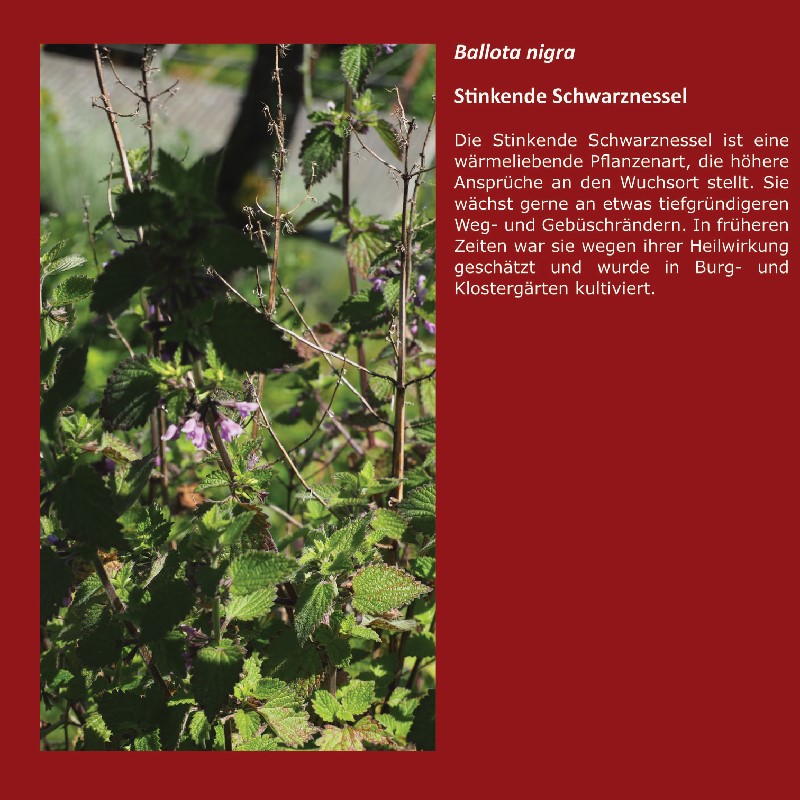 Ballota nigra
Stinkende Schwarznessel
Die Stinkende Schwarznessel ist eine
wärmeliebende Pflanzenart, die höhere
Ansprüche an den Wuchsort stellt. Sie
wächst gerne an etwas tiefgründigeren
Weg- und Gebüschrändern. In früheren
Zeiten war sie wegen ihrer Heilwirkung
geschätzt und wurde in Burg- und
Klostergärten kultiviert.